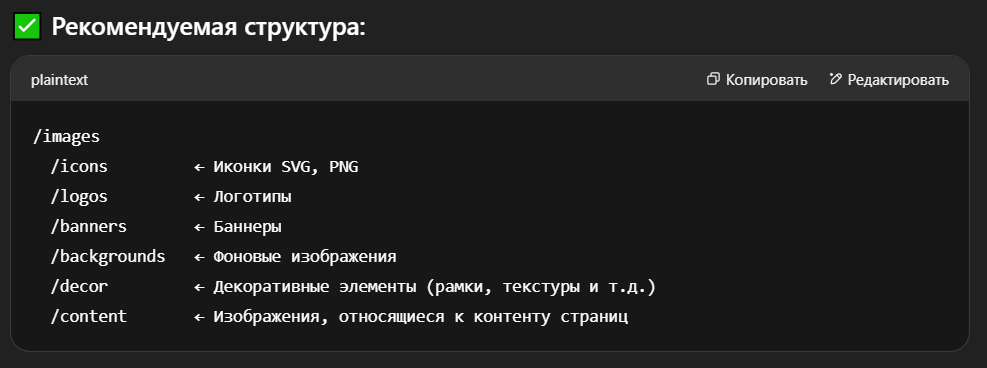 ✅ Рекомендуемая структура:
plaintext Копировать Редактировать
/images
/icons ← Иконки SVG, PNG
/logos ← Логотипы
/banners ← Баннеры
/backgrounds ← Фоновые изображения
/decor ← Декоративные элементы (рамки, текстуры и т.д.)
/content ← Изображения, относящиеся к контенту страниц